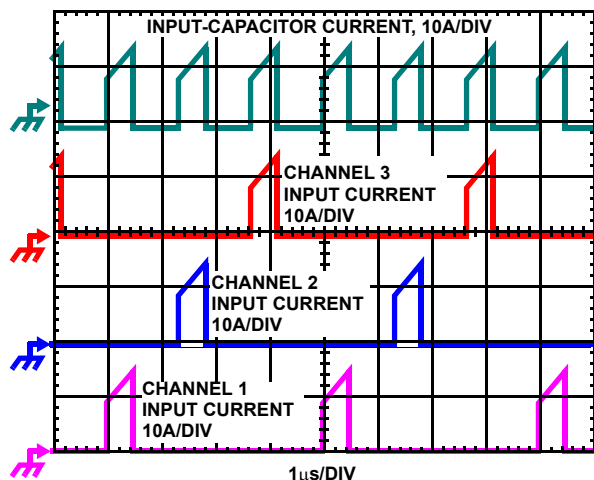 INPUT-CAPACITOR CURRENT, 10A/DIV
CHANNEL 3
INPUT CURRENT
10A/DIV
CHANNEL 2
INPUT CURRENT
10A/DIV
CHANNEL 1
INPUT CURRENT
10A/DIV
1μs/DIV